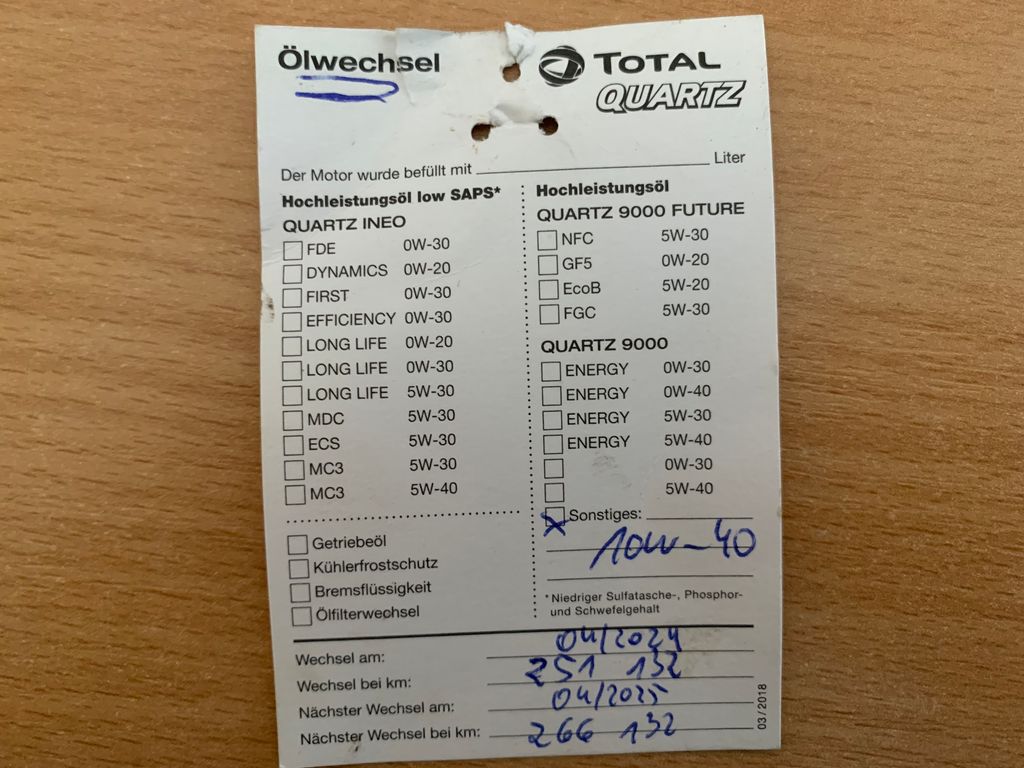 Ölwechsel
TOTAL
QUARTZ
Der Motor wurde befüllt mit Liter
Hochleistungsöl low SAPS*
QUARTZ INEO
FDE 0W-30
DYNAMICS 0W-20
FIRST 0W-30
EFFICIENCY 0W-30
LONG LIFE 0W-20
LONG LIFE 0W-30
LONG LIFE 5W-30
MDC 5W-30
ECS 5W-30
MC3 5W-30
MC3 5W-40
Getriebeöl
Kühlerfrostschutz
Bremsflüssigkeit
Ölfilterwechsel
Hochleistungsöl
QUARTZ 9000 FUTURE
NFC 5W-30
GF5 0W-20
EcoB 5W-20
FGC 5W-30
QUARTZ 9000
ENERGY 0W-30
ENERGY 0W-40
ENERGY 5W-30
ENERGY 5W-40
0W-30
5W-40
X Sonstiges:
10W-40
*Niedriger Sulfatasche-, Phosphor-
und Schwefelgehalt
Wechsel am: 04/2024
Wechsel bei km: 251 132
Nächster Wechsel am: 04/2025
Nächster Wechsel bei km: 266 132
03/2018